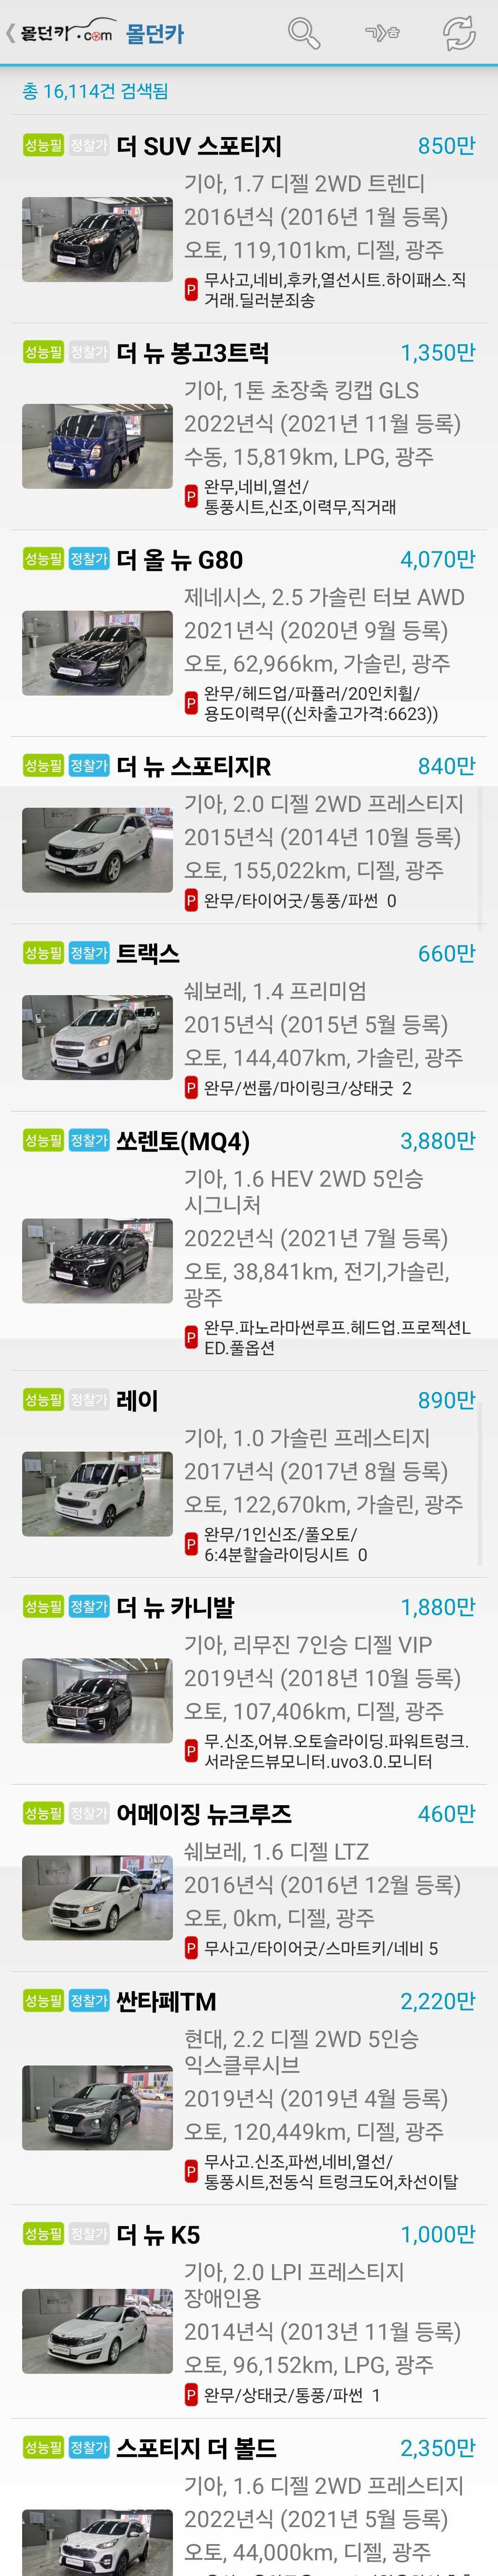 몰던카.com 몰던카
ㄱ>ㅎ
총 16,114건 검색됨
성능필 정찰가 더 SUV 스포티지 850만
기아, 1.7 디젤 2WD 트렌디
2016년식 (2016년 1월 등록)
오토, 119,101km, 디젤, 광주
P 무사고,네비,후카,열선시트.하이패스.직
거래.딜러분죄송
성능필 정찰가 더 뉴 봉고3트럭 1,350만
기아, 1톤 초장축 킹캡 GLS
2022년식 (2021년 11월 등록)
수동, 15,819km, LPG, 광주
P 완무,네비,열선/
통풍시트,신조,이력무,직거래
성능필 정찰가 더 올 뉴 G80 4,070만
제네시스, 2.5 가솔린 터보 AWD
2021년식 (2020년 9월 등록)
오토, 62,966km, 가솔린, 광주
P 완무/헤드업/파퓰러/20인치휠/
용도이력무((신차출고가격:6623))
성능필 정찰가 더 뉴 스포티지R 840만
기아, 2.0 디젤 2WD 프레스티지
2015년식 (2014년 10월 등록)
오토, 155,022km, 디젤, 광주
P 완무/타이어굿/통풍/파썬 0
성능필 정찰가 트랙스 660만
쉐보레, 1.4 프리미엄
2015년식 (2015년 5월 등록)
오토, 144,407km, 가솔린, 광주
P 완무/썬룹/마이링크/상태굿 2
성능필 정찰가 쏘렌토(MQ4) 3,880만
기아, 1.6 HEV 2WD 5인승
시그니처
2022년식 (2021년 7월 등록)
오토, 38,841km, 전기,가솔린,
광주
P 완무.파노라마썬루프.헤드업.프로젝션L
ED.풀옵션
성능필 정찰가 레이 890만
기아, 1.0 가솔린 프레스티지
2017년식 (2017년 8월 등록)
오토, 122,670km, 가솔린, 광주
P 완무/1인신조/풀오토/
6:4분할슬라이딩시트 0
성능필 정찰가 더 뉴 카니발 1,880만
기아, 리무진 7인승 디젤 VIP
2019년식 (2018년 10월 등록)
오토, 107,406km, 디젤, 광주
P 무.신조,어뷰.오토슬라이딩.파워트렁크.
서라운드뷰모니터.uvo3.0.모니터
성능필 정찰가 어메이징 뉴크루즈 460만
쉐보레, 1.6 디젤 LTZ
2016년식 (2016년 12월 등록)
오토, 0km, 디젤, 광주
P 무사고/타이어굿/스마트키/네비 5
성능필 정찰가 싼타페TM 2,220만
현대, 2.2 디젤 2WD 5인승
익스클루시브
2019년식 (2019년 4월 등록)
오토, 120,449km, 디젤, 광주
P 무사고.신조,파썬,네비,열선/
통풍시트,전동식 트렁크도어,차선이탈
성능필 정찰가 더 뉴 K5 1,000만
기아, 2.0 LPI 프레스티지
장애인용
2014년식 (2013년 11월 등록)
오토, 96,152km, LPG, 광주
P 완무/상태굿/통풍/파썬 1
성능필 정찰가 스포티지 더 볼드 2,350만
기아, 1.6 디젤 2WD 프레스티지
2022년식 (2021년 5월 등록)
오토, 44,000km, 디젤, 광주